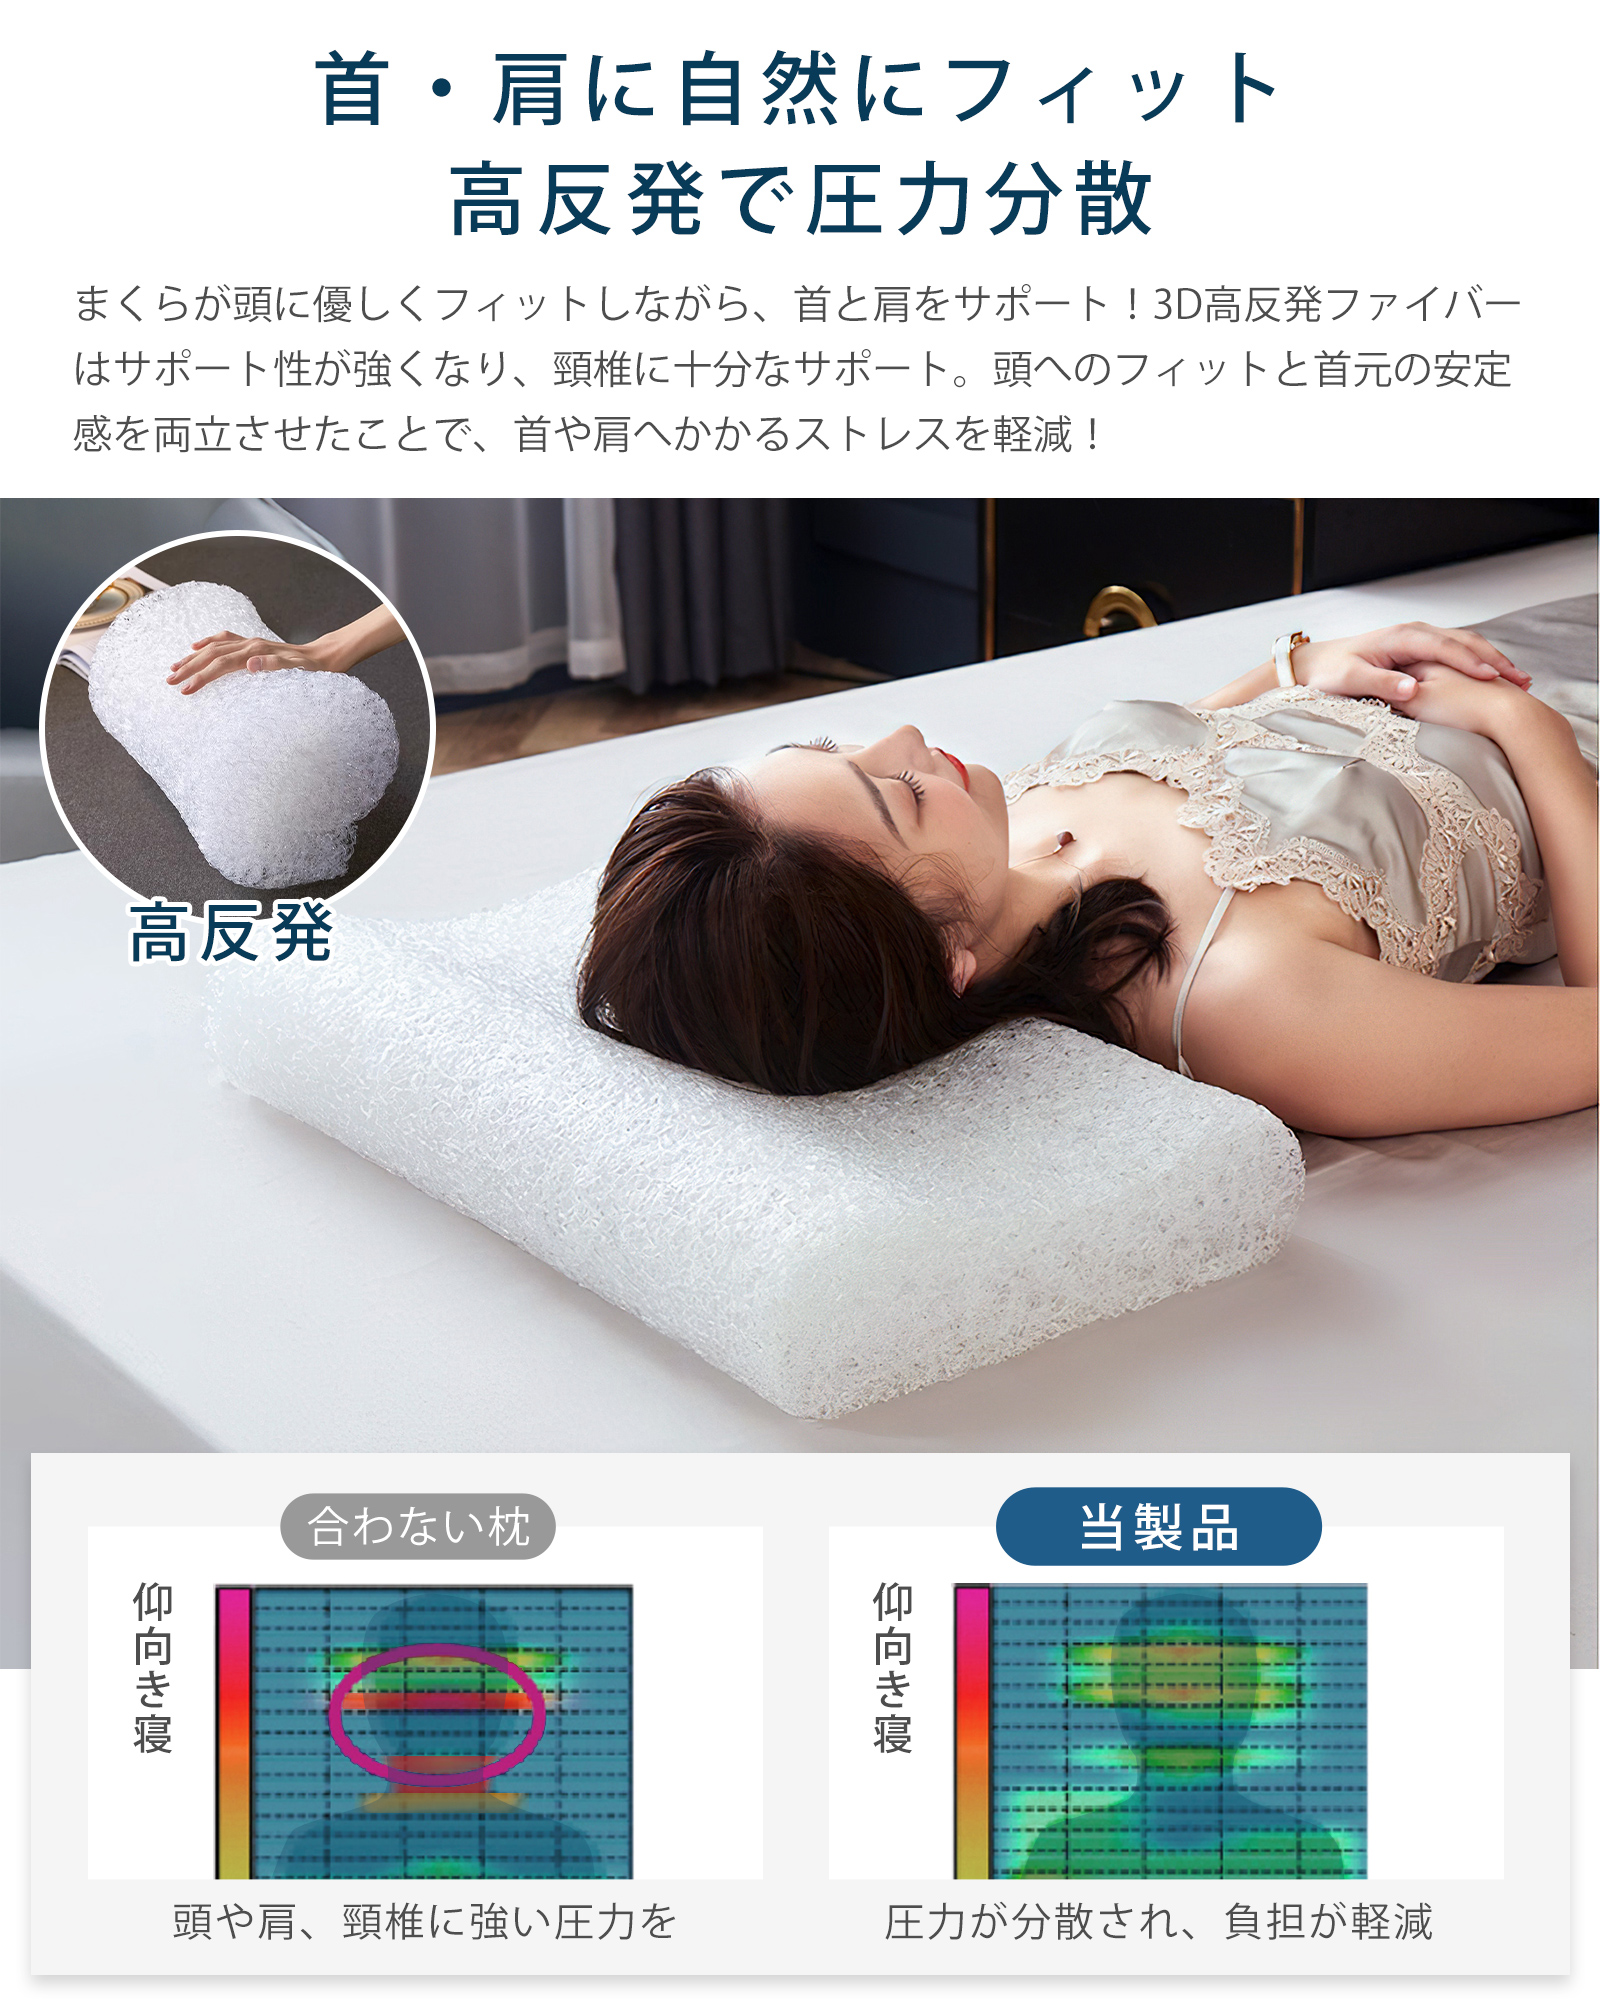 首・肩に自然にフィット
高反発で圧力分散
まくらが頭に優しくフィットしながら、首と肩をサポート！3D高反発ファイバー
はサポート性が強くなり、頸椎に十分なサポート。頭へのフィットと首元の安定
感を両立させたことで、首や肩へかかるストレスを軽減！
高反発
合わない枕
仰向き寝
頭や肩、頸椎に強い圧力を
当製品
仰向き寝
圧力が分散され、負担が軽減